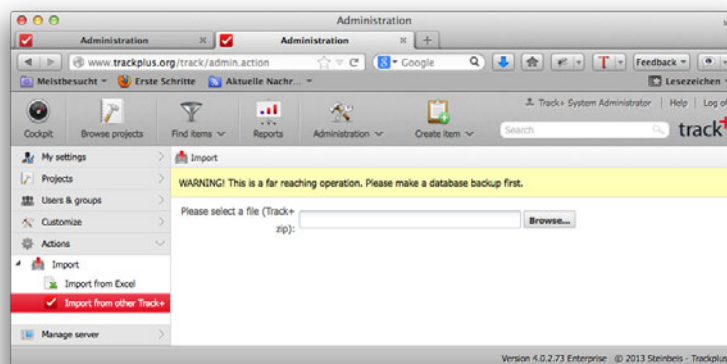 Administration
Administration
Administration
www.trackplus.org/track/admin.action
Google
Feedback
Meistbesucht
Erste Schritte
Aktuelle Nachr...
Lesezeichen
Track+ System Administrator | Help | Log o
Cockpit
Browse projects
Find items
Reports
Administration
Create item
Search
track+
My settings
Import
Projects
WARNING! This is a far reaching operation. Please make a database backup first.
Users & groups
Please select a file (Track+ zip):
Browse...
Customize
Actions
Import
Import from Excel
Import from other Track+
Manage server
Version 4.0.2.73 Enterprise © 2013 Steinbeis - Trackplus